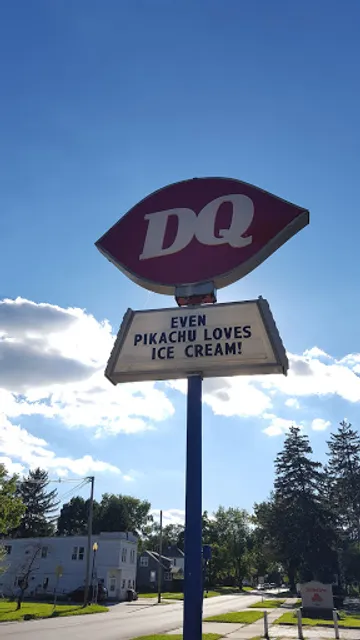 DQ
EVEN
PIKACHU LOVES
ICE CREAM!